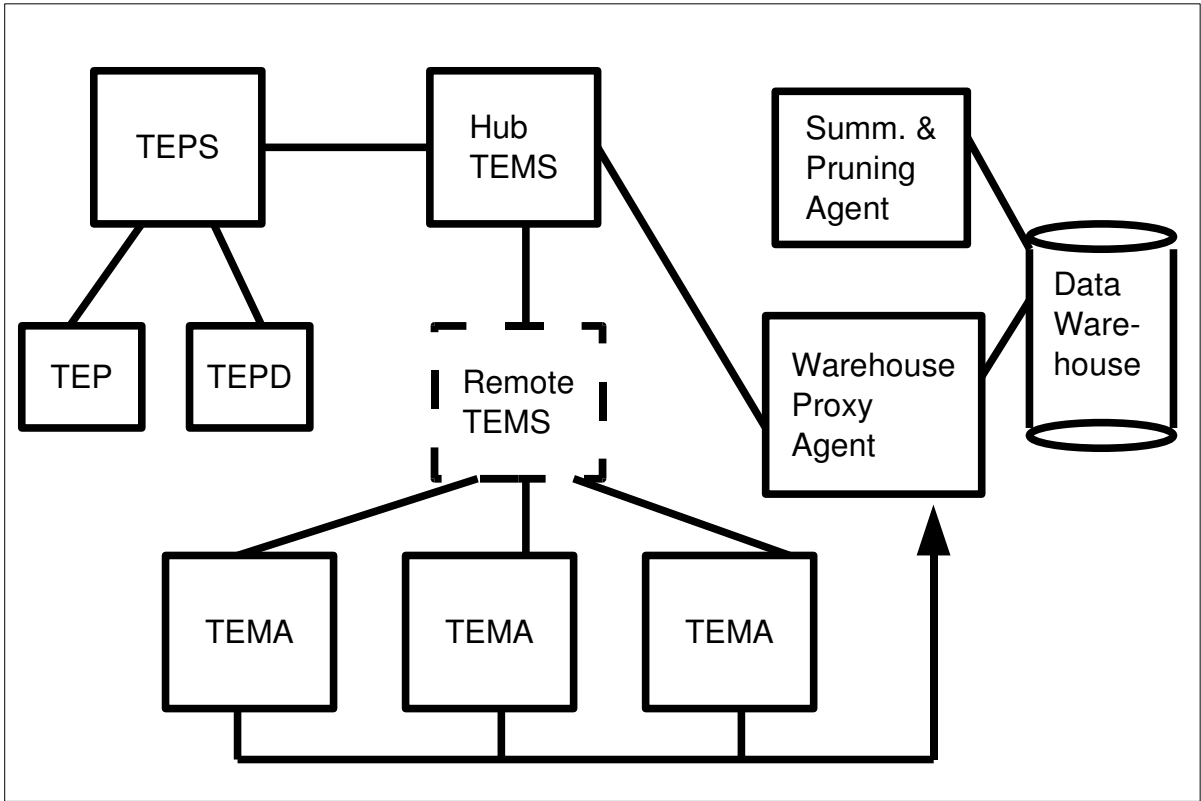 TEPS
Hub
TEMS
Summ. &
Pruning
Agent
Data
Ware-
house
TEP
TEPD
Remote
TEMS
Warehouse
Proxy
Agent
TEMA
TEMA
TEMA